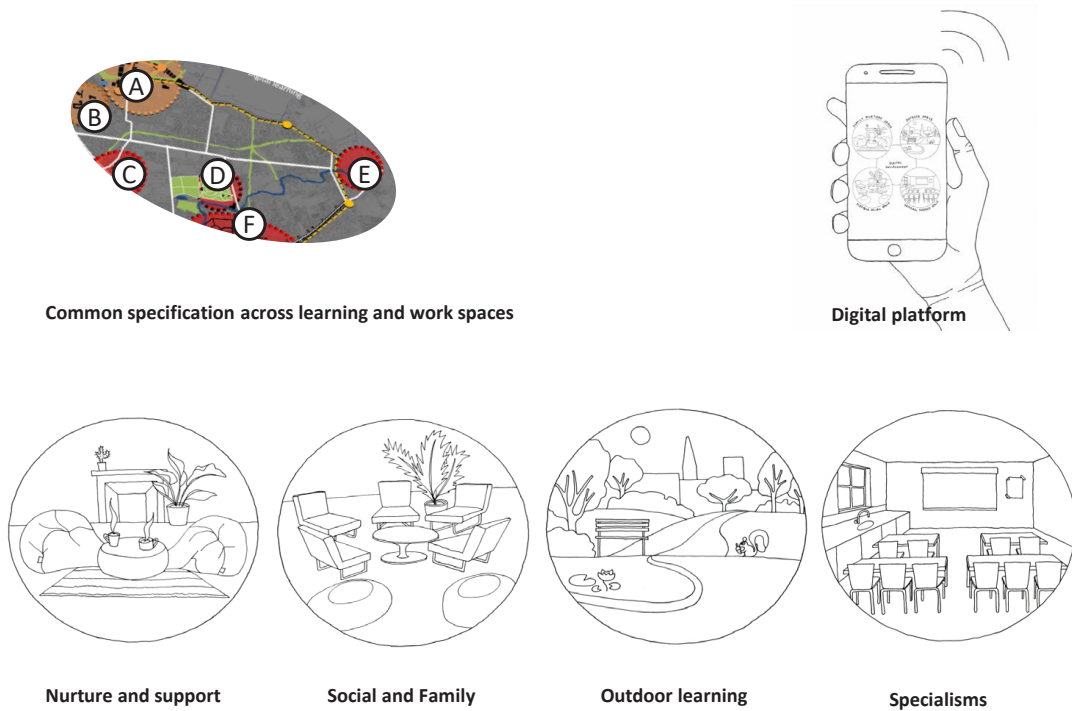 A
B
C
D
E
F
Common specification across learning and work spaces
Digital platform
Nurture and support
Social and Family
Outdoor learning
Specialisms